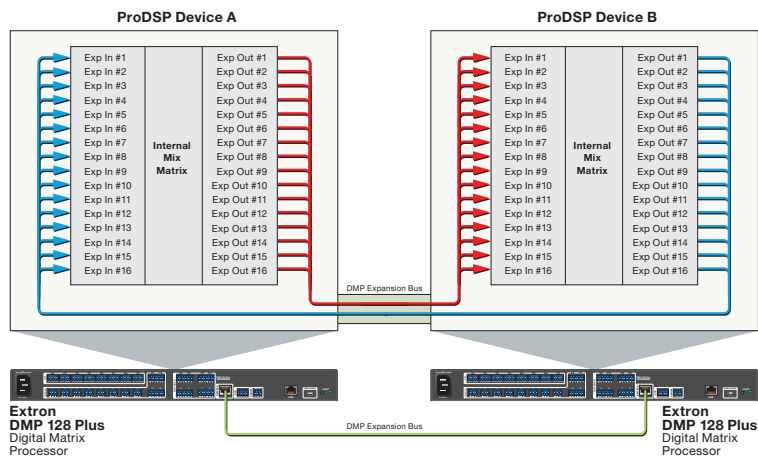 ProDSP Device A
ProDSP Device B
Exp In #1
Exp In #2
Exp In #3
Exp In #4
Exp In #5
Exp In #6
Exp In #7
Exp In #8
Exp In #9
Exp In #10
Exp In #11
Exp In #12
Exp In #13
Exp In #14
Exp In #15
Exp In #16
Internal
Mix
Matrix
Exp Out #1
Exp Out #2
Exp Out #3
Exp Out #4
Exp Out #5
Exp Out #6
Exp Out #7
Exp Out #8
Exp Out #9
Exp Out #10
Exp Out #11
Exp Out #12
Exp Out #13
Exp Out #14
Exp Out #15
Exp Out #16
Exp In #1
Exp In #2
Exp In #3
Exp In #4
Exp In #5
Exp In #6
Exp In #7
Exp In #8
Exp In #9
Exp In #10
Exp In #11
Exp In #12
Exp In #13
Exp In #14
Exp In #15
Exp In #16
Internal
Mix
Matrix
Exp Out #1
Exp Out #2
Exp Out #3
Exp Out #4
Exp Out #5
Exp Out #6
Exp Out #7
Exp Out #8
Exp Out #9
Exp Out #10
Exp Out #11
Exp Out #12
Exp Out #13
Exp Out #14
Exp Out #15
Exp Out #16
DMP Expansion Bus
Extron
DMP 128 Plus
Digital Matrix
Processor
DMP Expansion Bus
Extron
DMP 128 Plus
Digital Matrix
Processor